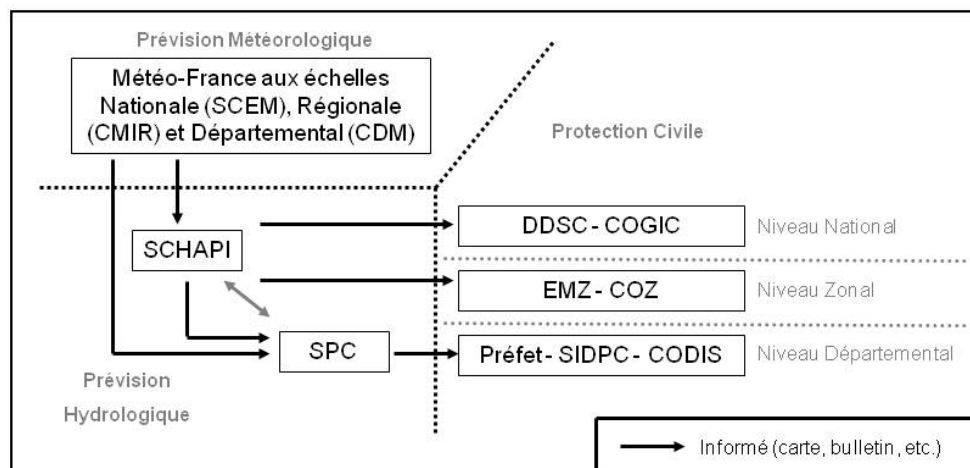 Prévision Météorologique
Météo-France aux échelles
Nationale (SCEM), Régionale
(CMIR) et Départemental (CDM)
Protection Civile
SCHAPI
DDSC - COGIC
Niveau National
EMZ - COZ
Niveau Zonal
SPC
Préfet - SIDPC - CODIS
Niveau Départemental
Prévision
Hydrologique
Informé (carte, bulletin, etc.)